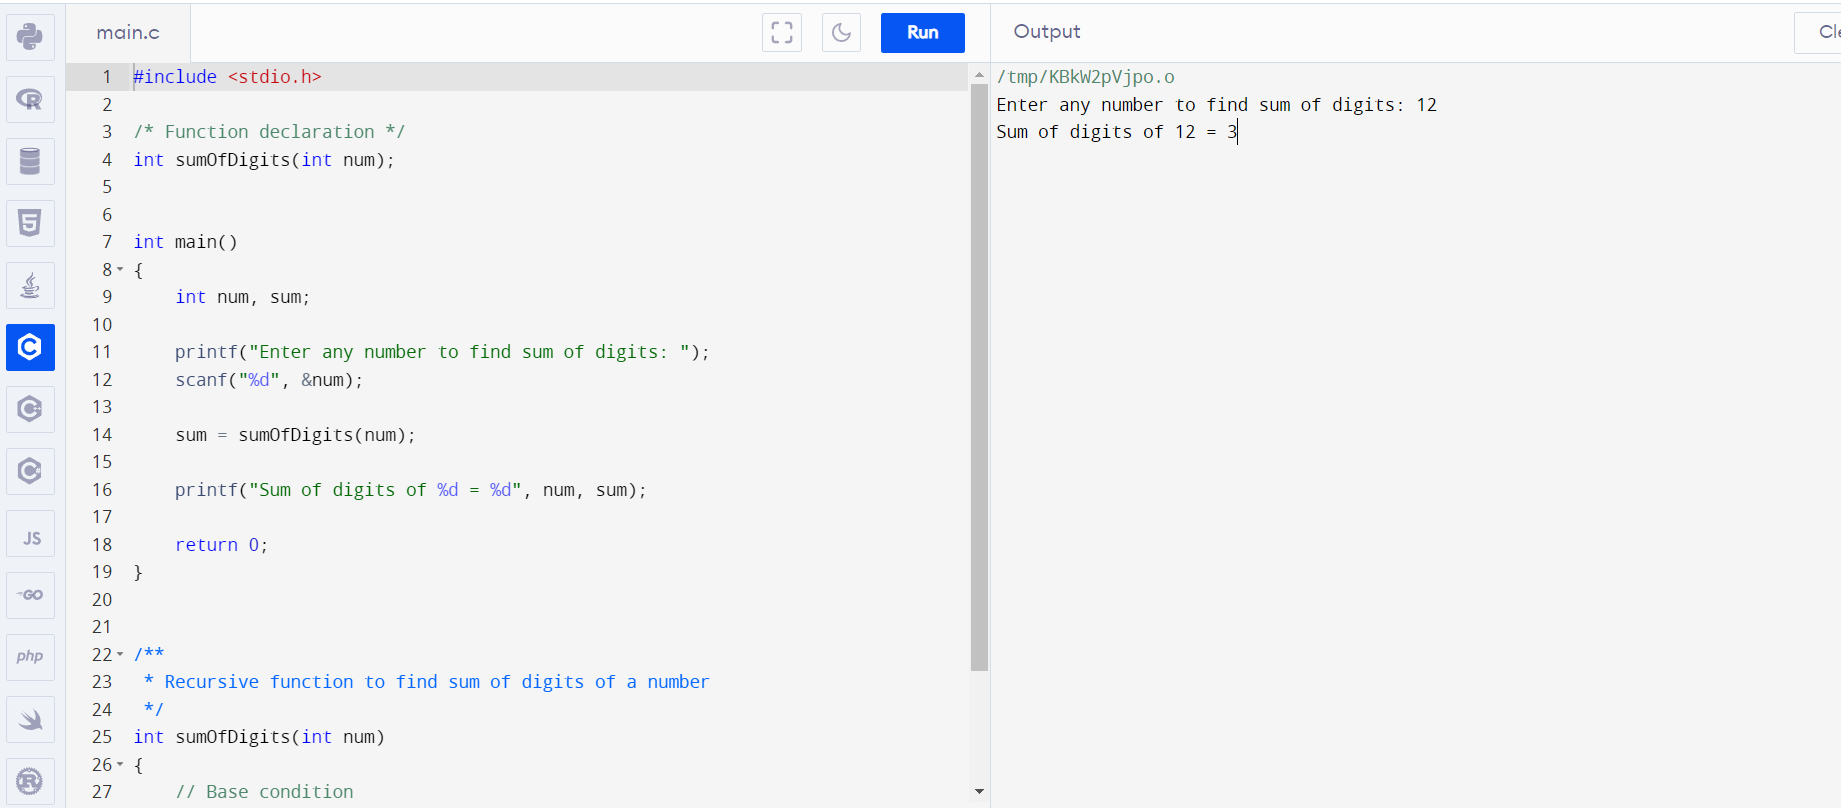 main.c
Run
Output
1 #include <stdio.h>
2
3 /* Function declaration */
4 int sumOfDigits(int num);
5
6
7 int main()
8 {
9     int num, sum;
10
11     printf("Enter any number to find sum of digits: ");
12     scanf("%d", &num);
13
14     sum = sumOfDigits(num);
15
16     printf("Sum of digits of %d = %d", num, sum);
17
18     return 0;
19 }
20
21
22 /**
23  * Recursive function to find sum of digits of a number
24  */
25 int sumOfDigits(int num)
26 {
27     // Base condition
/tmp/KBkW2pVjpo.o
Enter any number to find sum of digits: 12
Sum of digits of 12 = 3
R
5
C
C
C
JS
GO
php
R